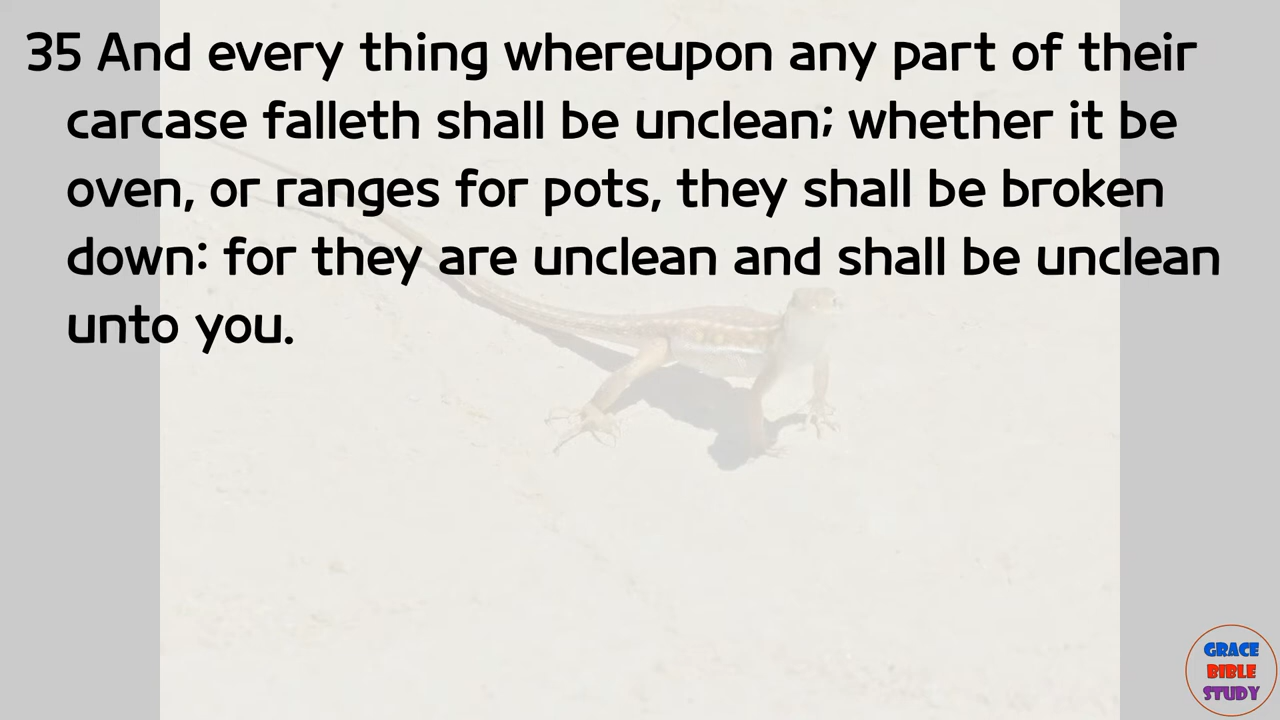 35 And every thing whereupon any part of their
carcase falleth shall be unclean; whether it be
oven, or ranges for pots, they shall be broken
down: for they are unclean and shall be unclean
unto you.
GRACE
BIBLE
STUDY